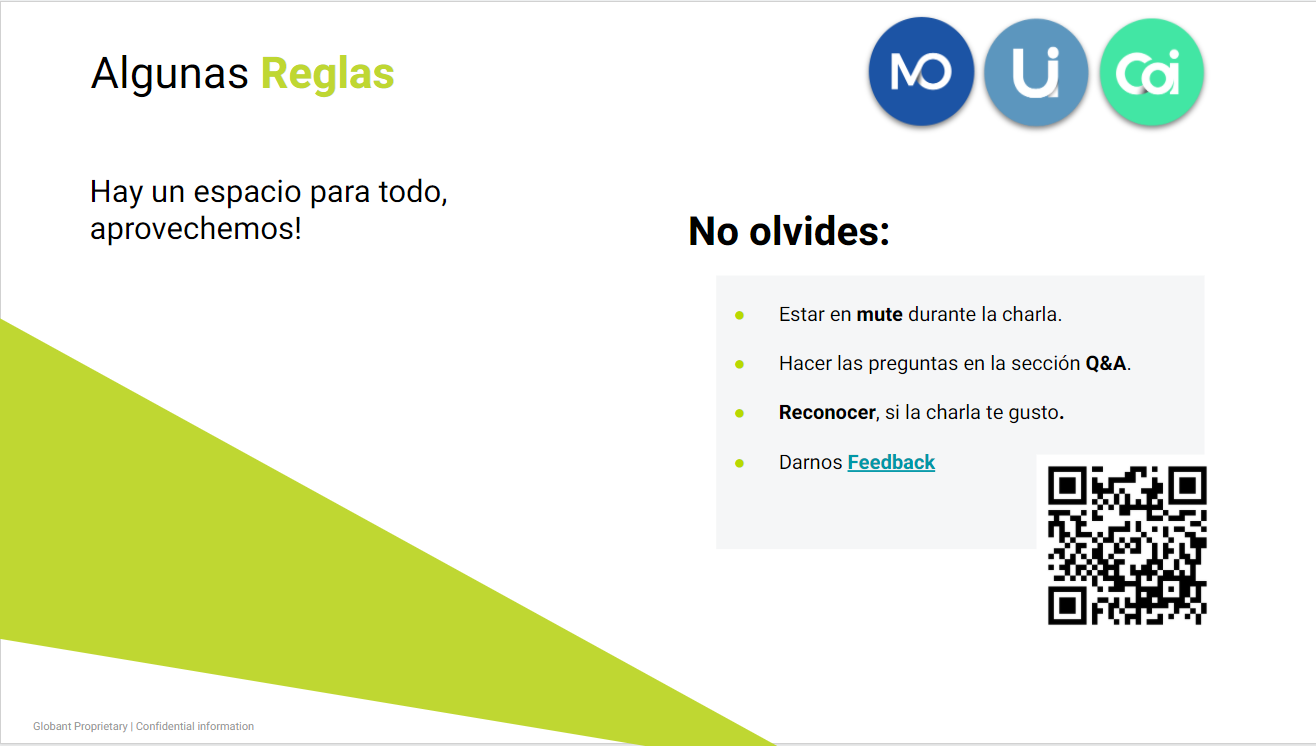 Algunas Reglas
MO
Ui
Coi
Hay un espacio para todo,
aprovechemos!
No olvides:
Estar en mute durante la charla.
Hacer las preguntas en la sección Q&A.
Reconocer, si la charla te gusto.
Darnos Feedback
Globant Proprietary | Confidential information